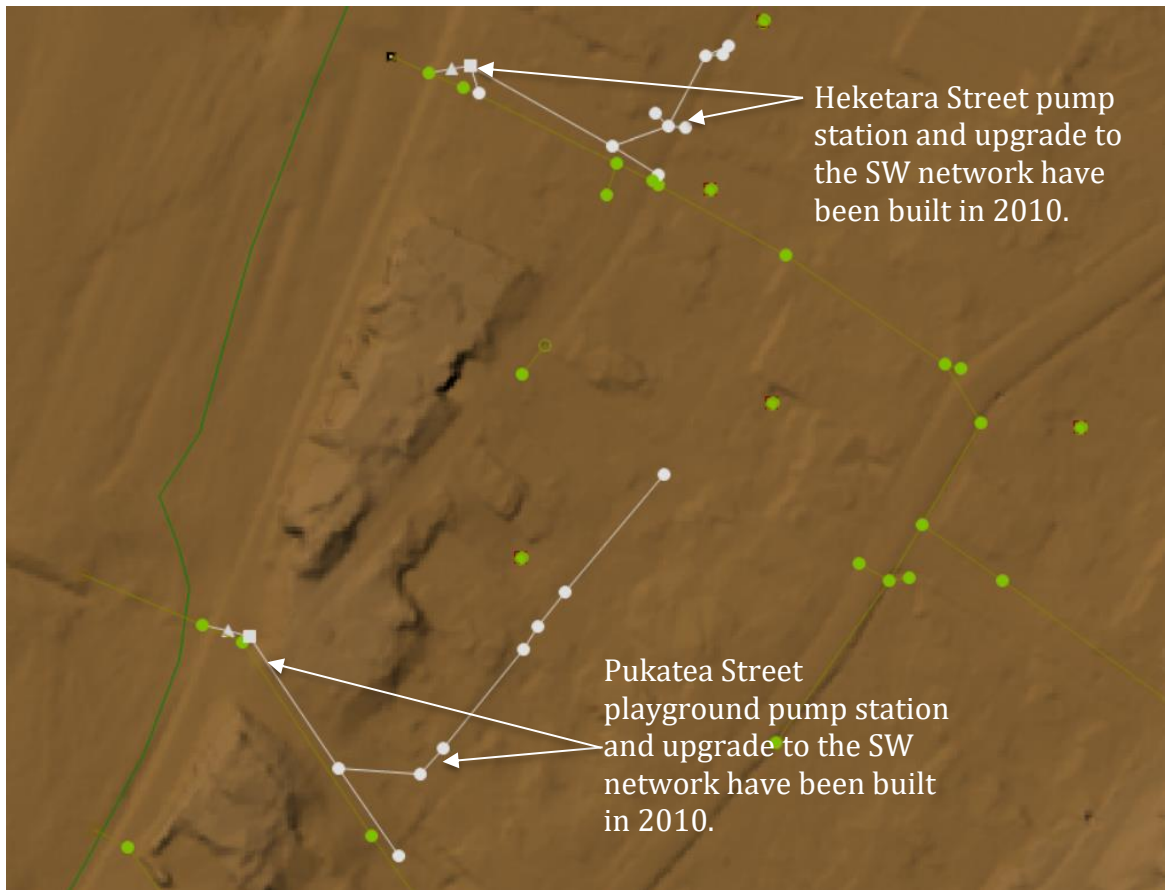 Heketara Street pump
station and upgrade to
the SW network have
been built in 2010.
Pukatea Street
playground pump station
and upgrade to the SW
network have been built
in 2010.